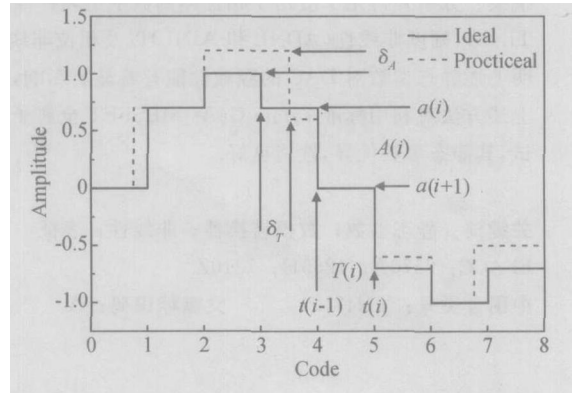 Ideal
Procticeal
δ_A
a(i)
A(i)
a(i+1)
δ_T
T(i)
t(i-1)
t(i)
Amplitude
1.5
1.0
0.5
0
-0.5
-1.0
0
1
2
3
4
5
6
7
8
Code